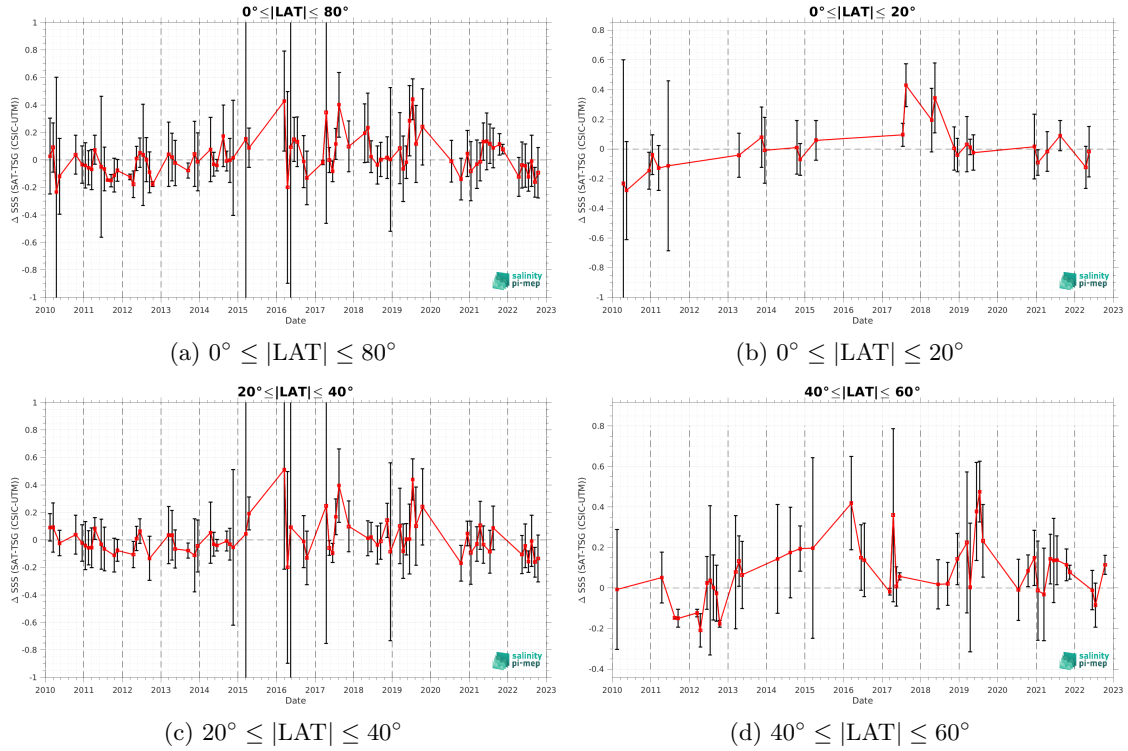 0°≤|LAT|≤ 80°
Δ SSS (SAT-TSG (CSIC-UTM))
1
0.8
0.6
0.4
0.2
0
-0.2
-0.4
-0.6
-0.8
-1
2010 2011 2012 2013 2014 2015 2016 2017 2018 2019 2020 2021 2022 2023
Date
salinity
pi-mep
(a) 0° ≤ |LAT| ≤ 80°
0°≤|LAT|≤ 20°
Δ SSS (SAT-TSG (CSIC-UTM))
0.8
0.6
0.4
0.2
0
-0.2
-0.4
-0.6
-0.8
-1
2010 2011 2012 2013 2014 2015 2016 2017 2018 2019 2020 2021 2022 2023
Date
salinity
pi-mep
(b) 0° ≤ |LAT| ≤ 20°
20°≤|LAT|≤ 40°
Δ SSS (SAT-TSG (CSIC-UTM))
1
0.8
0.6
0.4
0.2
0
-0.2
-0.4
-0.6
-0.8
-1
2010 2011 2012 2013 2014 2015 2016 2017 2018 2019 2020 2021 2022 2023
Date
salinity
pi-mep
(c) 20° ≤ |LAT| ≤ 40°
40°≤|LAT|≤ 60°
Δ SSS (SAT-TSG (CSIC-UTM))
0.8
0.6
0.4
0.2
0
-0.2
-0.4
2010 2011 2012 2013 2014 2015 2016 2017 2018 2019 2020 2021 2022 2023
Date
salinity
pi-mep
(d) 40° ≤ |LAT| ≤ 60°